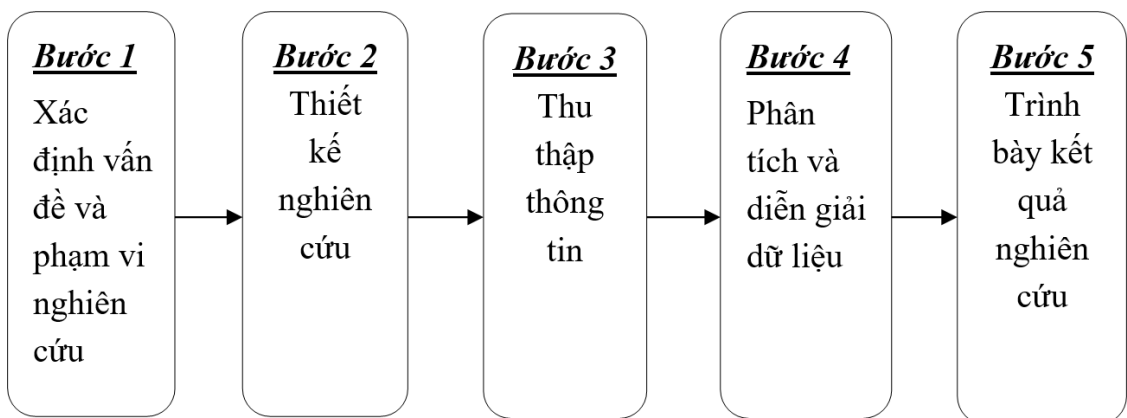 Bước 1
Xác
định vấn
đề và
phạm vi
nghiên
cứu
Bước 2
Thiết
kế
nghiên
cứu
Bước 3
Thu
thập
thông
tin
Bước 4
Phân
tích và
diễn giải
dữ liệu
Bước 5
Trình
bày kết
quả
nghiên
cứu